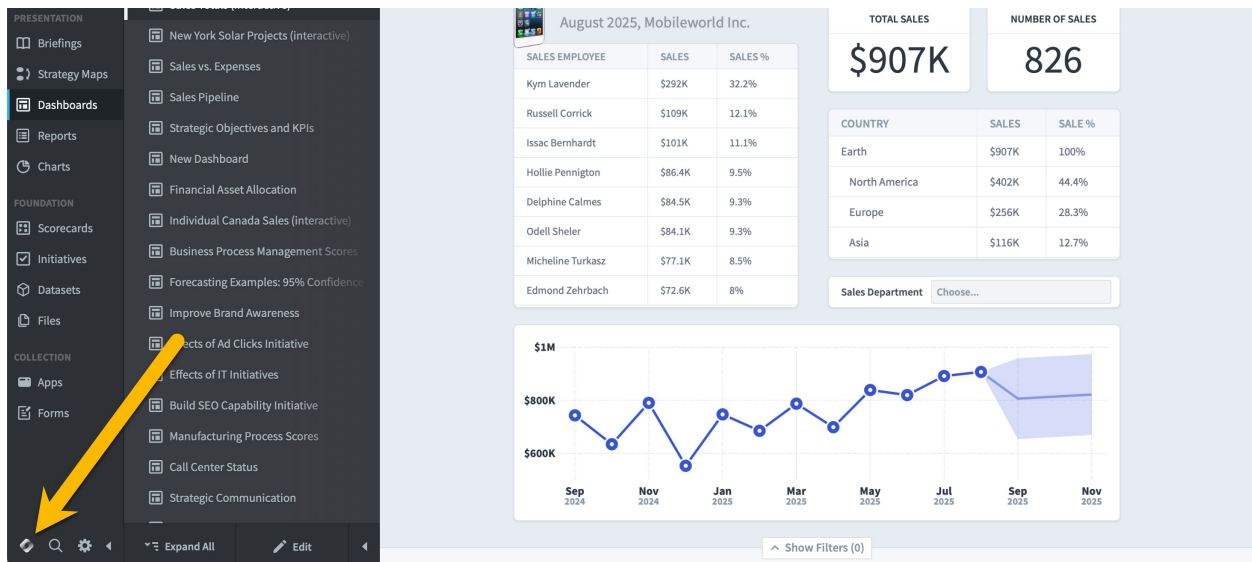 PRESENTATION
Briefings
Strategy Maps
Dashboards
Reports
Charts
FOUNDATION
Scorecards
Initiatives
Datasets
Files
COLLECTION
Apps
Forms
New York Solar Projects (interactive)
Sales vs. Expenses
Sales Pipeline
Strategic Objectives and KPIs
New Dashboard
Financial Asset Allocation
Individual Canada Sales (interactive)
Business Process Management Scores
Forecasting Examples: 95% Confidence
Improve Brand Awareness
of Ad Clicks Initiative
Effects of IT Initiatives
Build SEO Capability Initiative
Manufacturing Process Scores
Call Center Status
Strategic Communication
Expand All
Edit
August 2025, Mobileworld Inc.
SALES EMPLOYEE SALES SALES %
Kym Lavender $292K 32.2%
Russell Corrick $109K 12.1%
Issac Bernhardt $101K 11.1%
Hollie Pennigton $86.4K 9.5%
Delphine Calmes $84.5K 9.3%
Odell Sheler $84.1K 9.3%
Micheline Turkasz $77.1K 8.5%
Edmond Zehrbach $72.6K 8%
TOTAL SALES
$907K
NUMBER OF SALES
826
COUNTRY SALES SALE %
Earth $907K 100%
North America $402K 44.4%
Europe $256K 28.3%
Asia $116K 12.7%
Sales Department Choose...
$1M
$800K
$600K
Sep Nov Jan Mar May Jul Sep Nov
2024 2024 2025 2025 2025 2025 2025 2025
Show Filters (0)